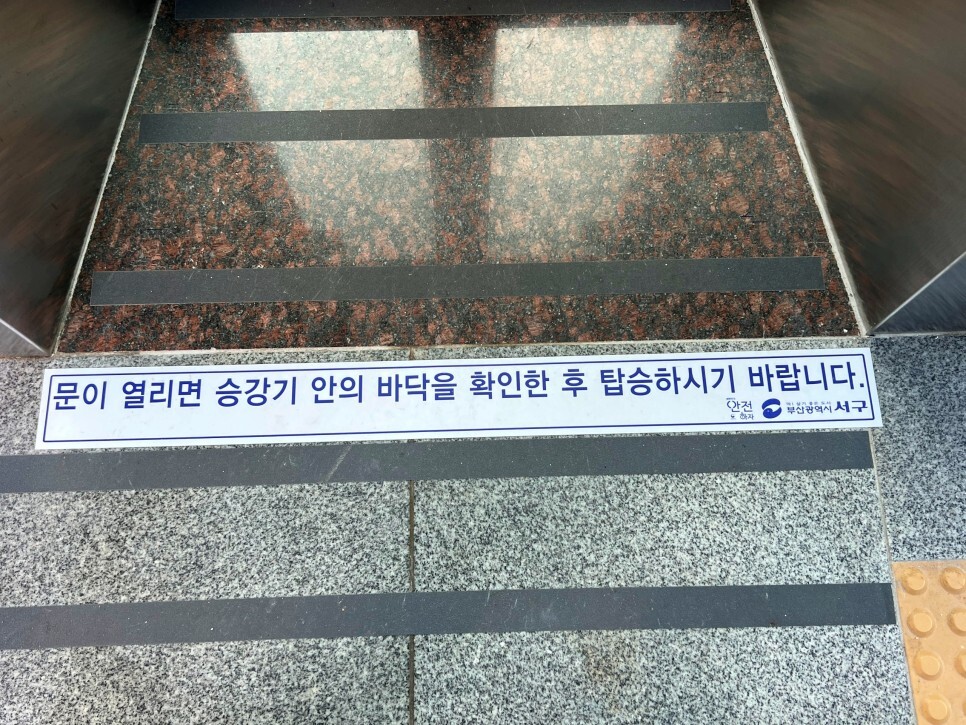 문이 열리면 승강기 안의 바닥을 확인한 후 탑승하시기 바랍니다.
안전
부산광역시 서구